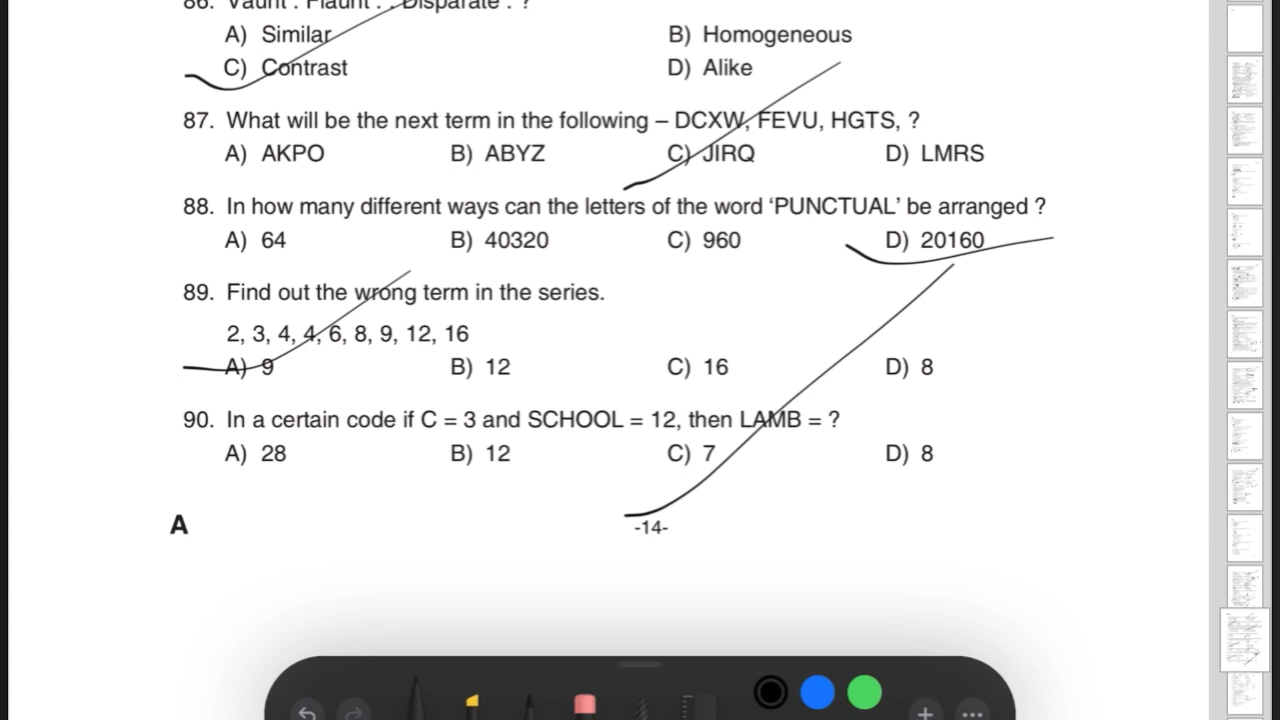 86. Vaunt : Flaunt : : Disparate : ?
A) Similar B) Homogeneous
C) Contrast D) Alike
87. What will be the next term in the following – DCXW, FEVU, HGTS, ?
A) AKPO B) ABYZ C) JIRQ D) LMRS
88. In how many different ways can the letters of the word ‘PUNCTUAL’ be arranged ?
A) 64 B) 40320 C) 960 D) 20160
89. Find out the wrong term in the series.
2, 3, 4, 4, 6, 8, 9, 12, 16
A) 9 B) 12 C) 16 D) 8
90. In a certain code if C = 3 and SCHOOL = 12, then LAMB = ?
A) 28 B) 12 C) 7 D) 8
A -14-